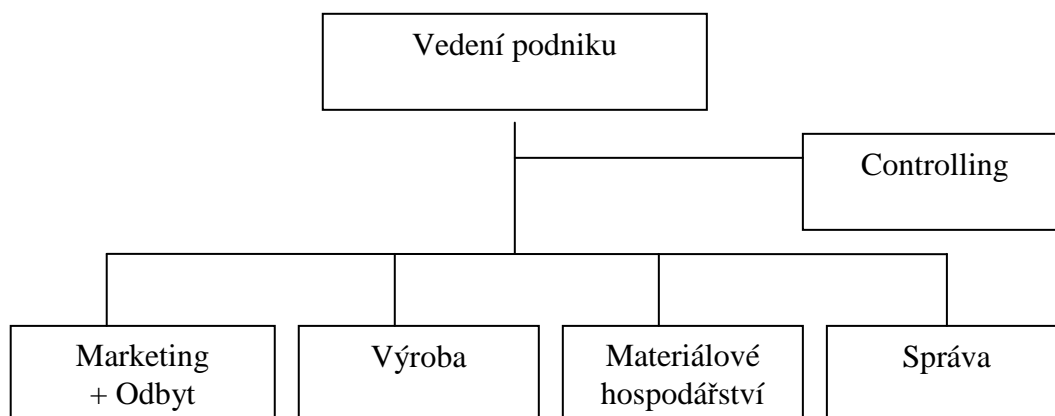 Vedení podniku
Controlling
Marketing
+ Odbyt
Výroba
Materiálové
hospodářství
Správa